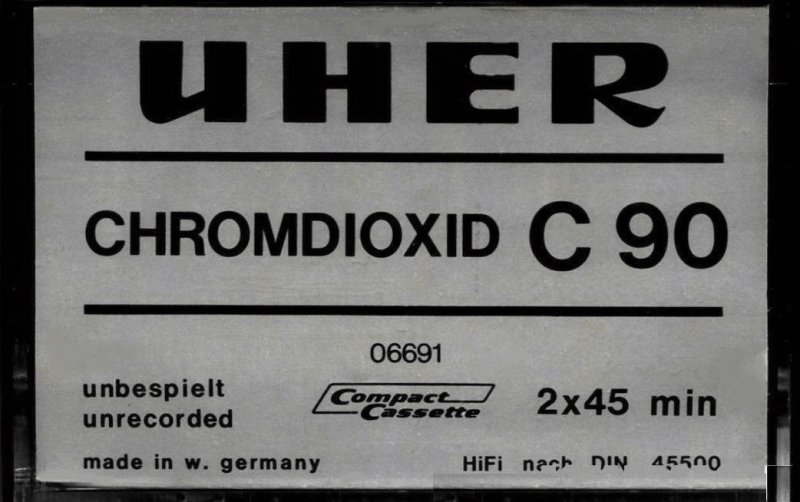 UHER
CHROMDIOXID C 90
06691
unbespielt
unrecorded
Compact
Cassette
2x45 min
made in w. germany
HiFi nach DIN 45500